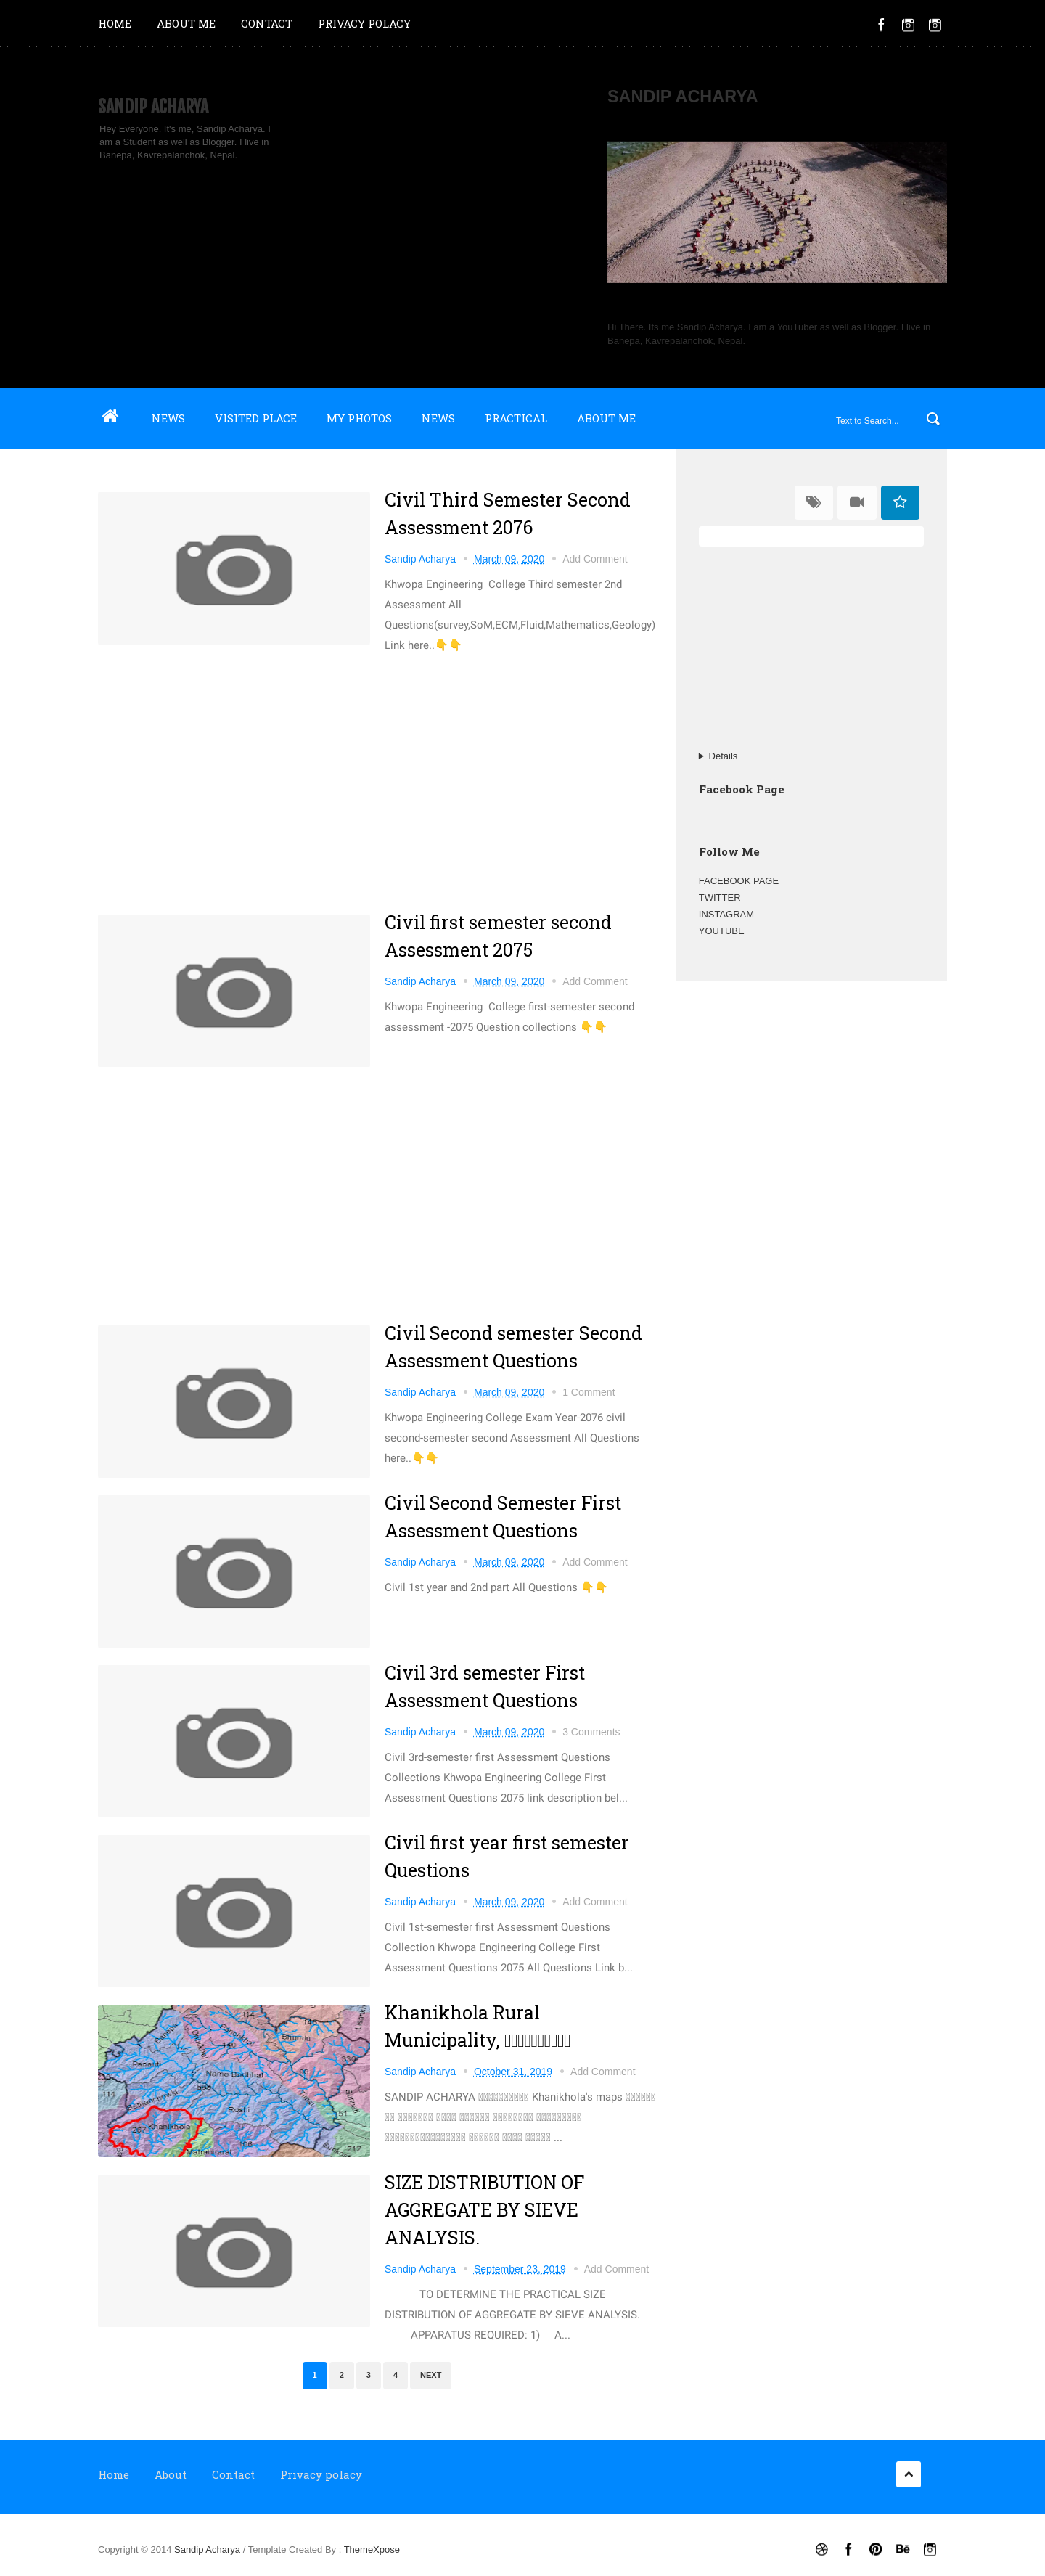 HOME ABOUT ME CONTACT PRIVACY POLACY
SANDIP ACHARYA
Hey Everyone. It's me, Sandip Acharya. I
am a Student as well as Blogger. I live in
Banepa, Kavrepalanchok, Nepal.
SANDIP ACHARYA
Hi There. Its me Sandip Acharya. I am a YouTuber as well as Blogger. I live in
Banepa, Kavrepalanchok, Nepal.
NEWS VISITED PLACE MY PHOTOS NEWS PRACTICAL ABOUT ME Text to Search...
Civil Third Semester Second
Assessment 2076
Sandip Acharya March 09, 2020 Add Comment
Khwopa Engineering College Third semester 2nd
Assessment All
Questions(survey,SoM,ECM,Fluid,Mathematics,Geology)
Link here..👇👇
Civil first semester second
Assessment 2075
Sandip Acharya March 09, 2020 Add Comment
Khwopa Engineering College first-semester second
assessment -2075 Question collections 👇👇
Civil Second semester Second
Assessment Questions
Sandip Acharya March 09, 2020 1 Comment
Khwopa Engineering College Exam Year-2076 civil
second-semester second Assessment All Questions
here..👇👇
Civil Second Semester First
Assessment Questions
Sandip Acharya March 09, 2020 Add Comment
Civil 1st year and 2nd part All Questions 👇👇
Civil 3rd semester First
Assessment Questions
Sandip Acharya March 09, 2020 3 Comments
Civil 3rd-semester first Assessment Questions
Collections Khwopa Engineering College First
Assessment Questions 2075 link description bel...
Civil first year first semester
Questions
Sandip Acharya March 09, 2020 Add Comment
Civil 1st-semester first Assessment Questions
Collection Khwopa Engineering College First
Assessment Questions 2075 All Questions Link b...
Khanikhola Rural
Municipality,
Sandip Acharya October 31, 2019 Add Comment
SANDIP ACHARYA Khanikhola's maps
...
SIZE DISTRIBUTION OF
AGGREGATE BY SIEVE
ANALYSIS.
Sandip Acharya September 23, 2019 Add Comment
TO DETERMINE THE PRACTICAL SIZE
DISTRIBUTION OF AGGREGATE BY SIEVE ANALYSIS.
APPARATUS REQUIRED: 1) A...
1 2 3 4 NEXT
Details
Facebook Page
Follow Me
FACEBOOK PAGE
TWITTER
INSTAGRAM
YOUTUBE
Home About Contact Privacy polacy
Copyright © 2014 Sandip Acharya / Template Created By : ThemeXpose